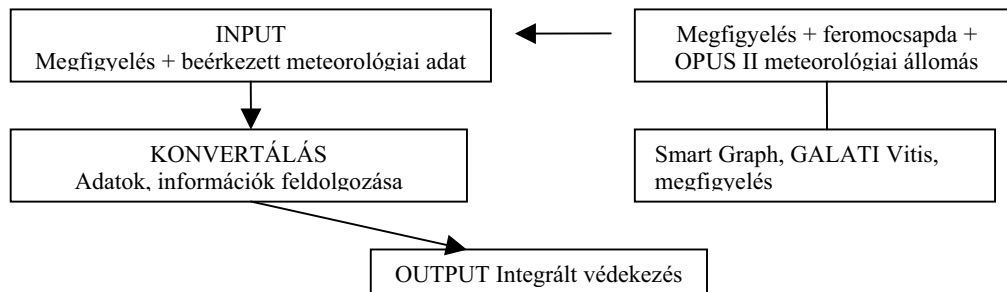 INPUT
Megfigyelés + beérkezett meteorológiai adat
Megfigyelés + feromocsapda +
OPUS II meteorológiai állomás
KONVERTÁLÁS
Adatok, információk feldolgozása
Smart Graph, GALATI Vitis,
megfigyelés
OUTPUT Integrált védekezés